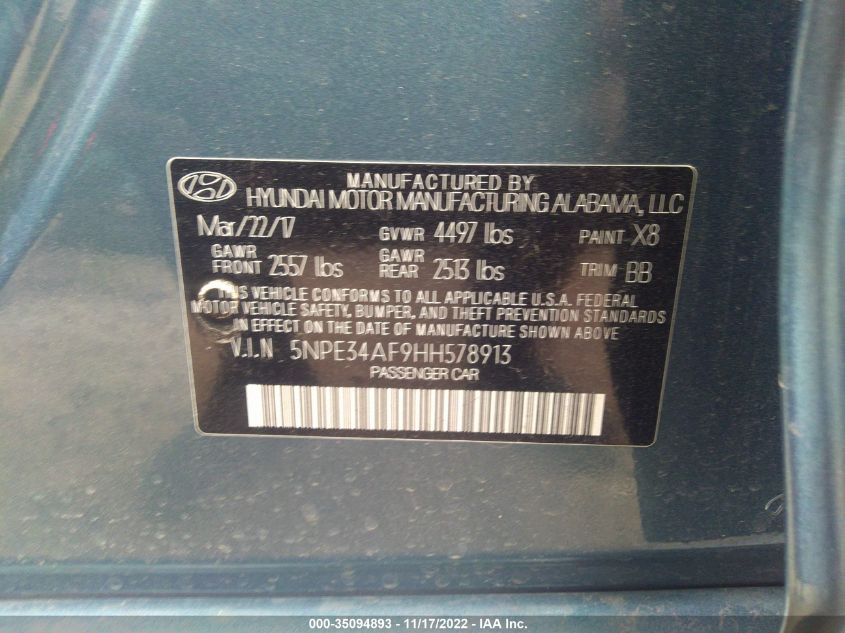 MANUFACTURED BY
HYUNDAI MOTOR MANUFACTURING ALABAMA, LLC
Mar/22/17 GVWR 4497 lbs PAINT X8
GAWR FRONT 2557 lbs GAWR REAR 2513 lbs TRIM BB
THIS VEHICLE CONFORMS TO ALL APPLICABLE U.S.A. FEDERAL
MOTOR VEHICLE SAFETY, BUMPER, AND THEFT PREVENTION STANDARDS
IN EFFECT ON THE DATE OF MANUFACTURE SHOWN ABOVE
V.I.N 5NPE34AF9HH578913
PASSENGER CAR
000-35094893 - 11/17/2022 - IAA Inc.